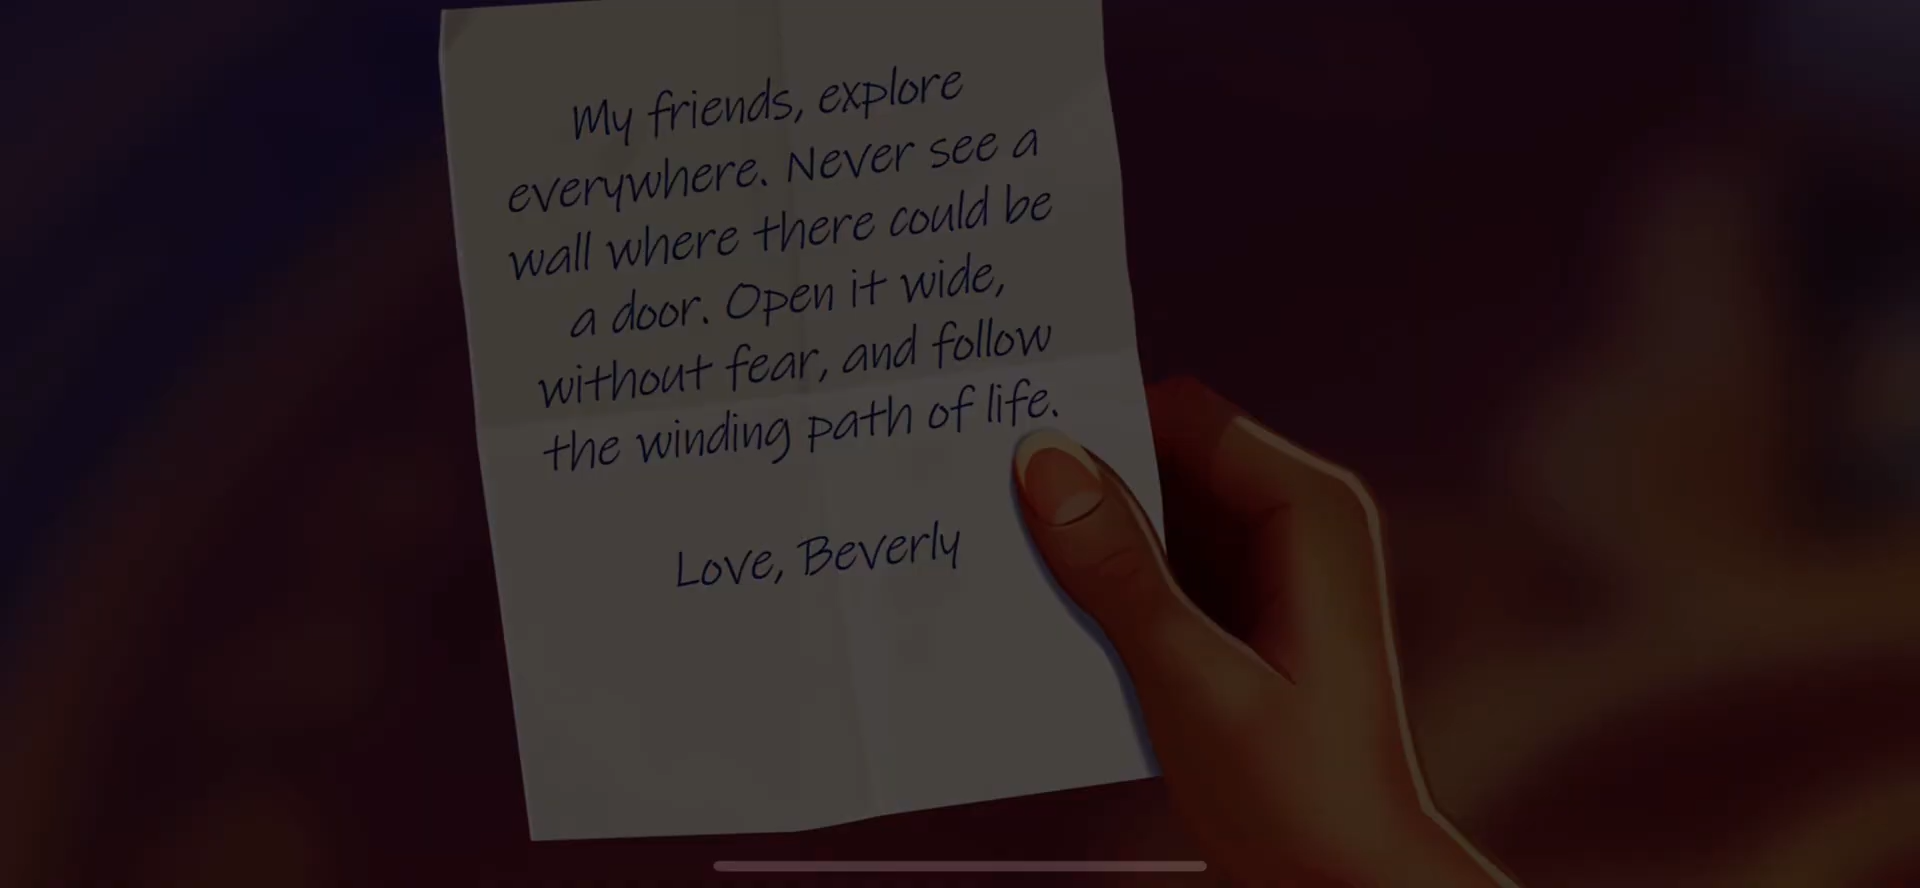 My friends, explore
everywhere. Never see a
wall where there could be
a door. Open it wide,
without fear, and follow
the winding path of life.
Love, Beverly